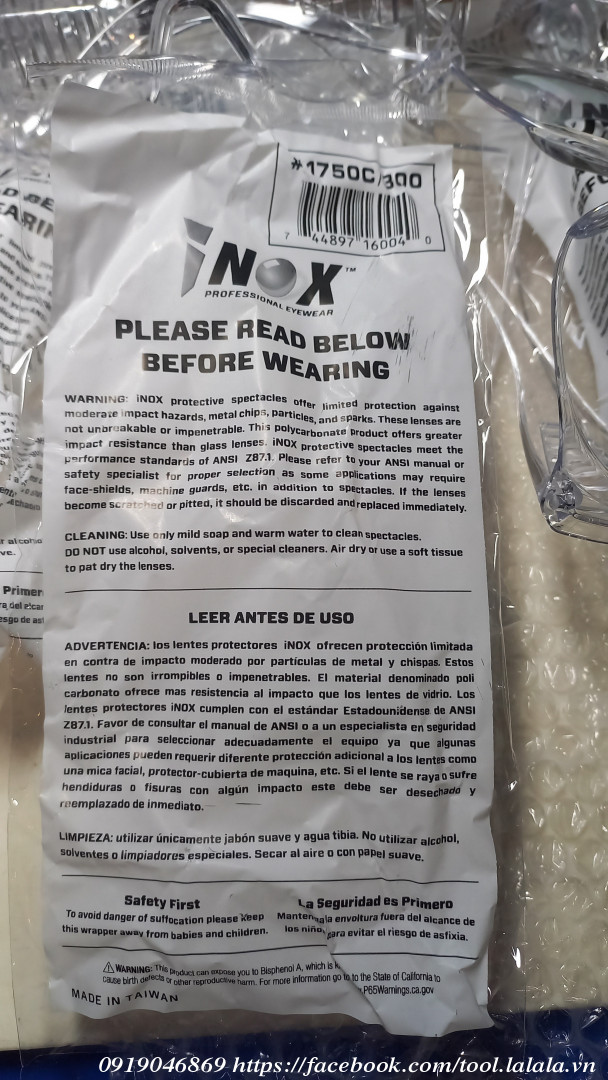 #1750C/300
7 44897 16004 0
iNOX™
PROFESSIONAL EYEWEAR
PLEASE READ BELOW
BEFORE WEARING
WARNING: iNOX protective spectacles offer limited protection against
moderate impact hazards, metal chips, particles, and sparks. These lenses are
not unbreakable or impenetrable. This polycarbonate product offers greater
impact resistance than glass lenses. iNOX protective spectacles meet the
performance standards of ANSI Z87.1. Please refer to your ANSI manual or
safety specialist for proper selection as some applications may require
face-shields, machine guards, etc. in addition to spectacles. If the lenses
become scratched or pitted, it should be discarded and replaced immediately.
CLEANING: Use only mild soap and warm water to clean spectacles.
DO NOT use alcohol, solvents, or special cleaners. Air dry or use a soft tissue
to pat dry the lenses.
LEER ANTES DE USO
ADVERTENCIA: los lentes protectores iNOX ofrecen protección limitada
en contra de impacto moderado por partículas de metal y chispas. Estos
lentes no son irrompibles o impenetrables. El material denominado poli
carbonato ofrece mas resistencia al impacto que los lentes de vidrio. Los
lentes protectores iNOX cumplen con el estándar Estadounidense de ANSI
Z87.1. Favor de consultar el manual de ANSI o a un especialista en seguridad
industrial para seleccionar adecuadamente el equipo ya que algunas
aplicaciones pueden requerir diferente protección adicional a los lentes como
una mica facial, protector-cubierta de maquina, etc. Si el lente se raya o sufre
hendiduras o fisuras con algún impacto este debe ser desechado y
reemplazado de inmediato.
LIMPIEZA: utilizar únicamente jabón suave y agua tibia. No utilizar alcohol,
solventes o limpiadores especiales. Secar al aire o con papel suave.
Safety First
To avoid danger of suffocation please keep
this wrapper away from babies and children.
La Seguridad es Primero
la envoltura fuera del alcance de
los para evitar el riesgo de asfixia.
⚠WARNING: This product can expose you to Bisphenol A, which is to the State of California to
cause birth defects or other reproductive harm. For more information go to .P65Warnings.ca.gov
MADE IN TAIWAN
0919046869 https://facebook.com/tool.lalala.vn